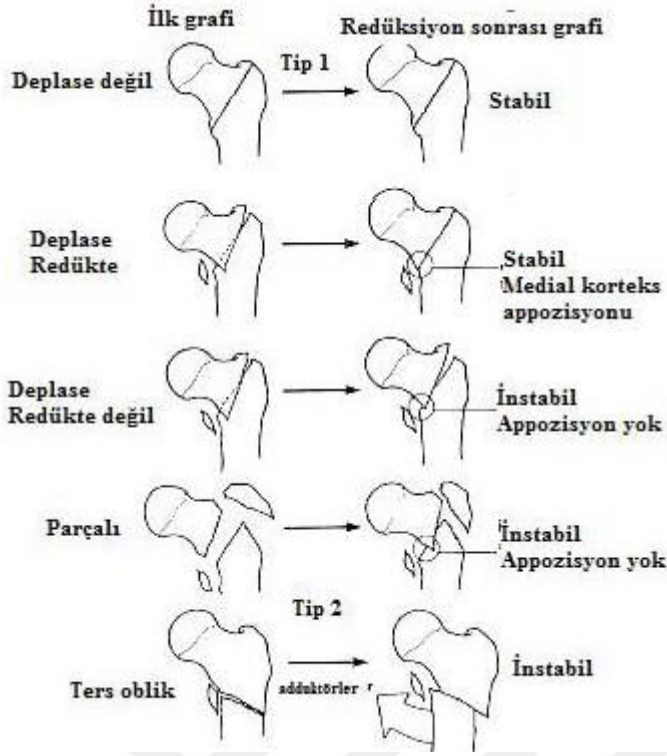 İlk grafi
Redüksiyon sonrası grafi
Deplase değil
Tip 1
Stabil
Deplase
Redükte
Stabil
Medial korteks
appozisyonu
Deplase
Redükte değil
İnstabil
Appozisyon yok
Parçalı
İnstabil
Appozisyon yok
Tip 2
Ters oblik
addüktörler
İnstabil